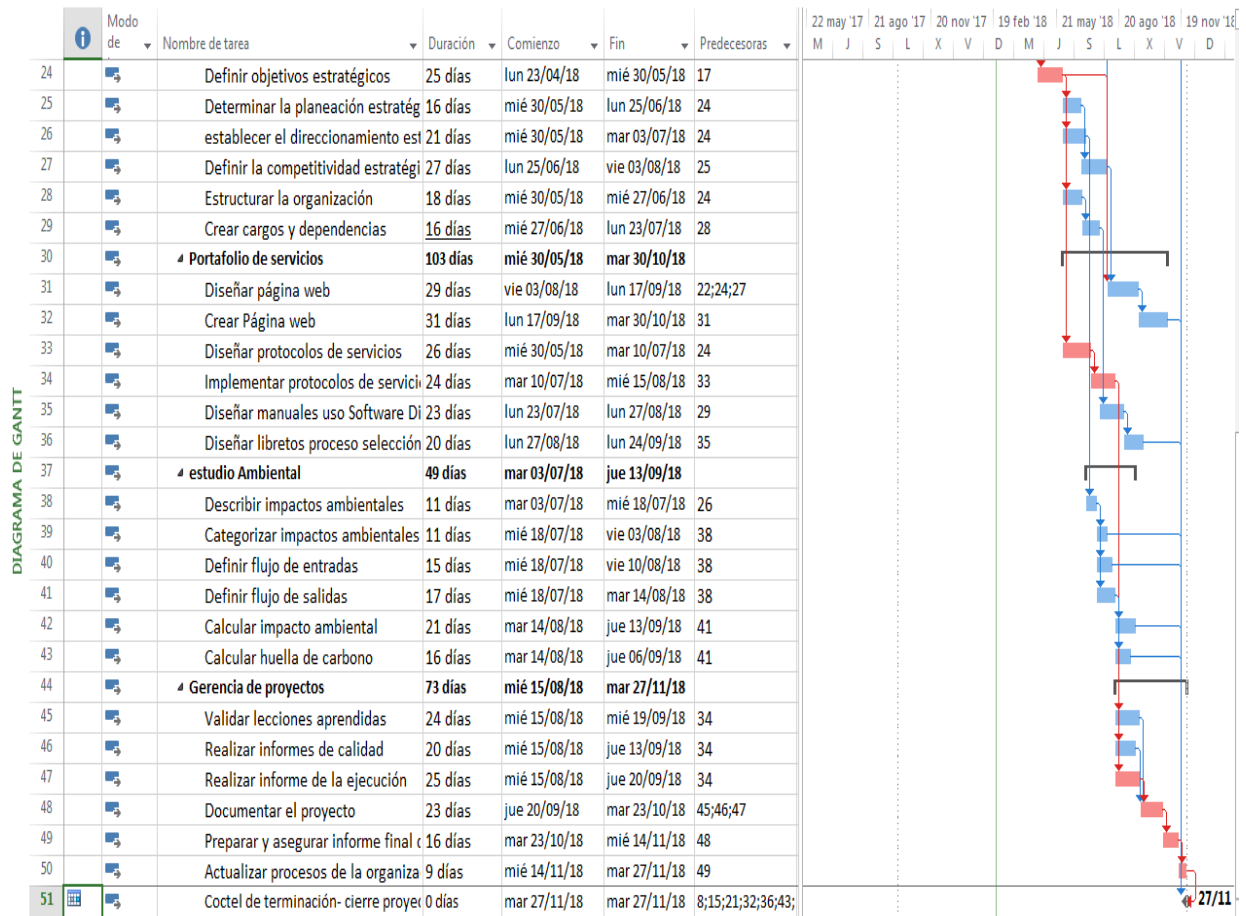 DIAGRAMA DE GANTT
Modo de Nombre de tarea Duración Comienzo Fin Predecesoras
22 may '17 21 ago '17 20 nov '17 19 feb '18 21 may '18 20 ago '18 19 nov '18
M J S L X V D M J S L X V D
24 Definir objetivos estratégicos 25 días lun 23/04/18 mié 30/05/18 17
25 Determinar la planeación estratég 16 días mié 30/05/18 lun 25/06/18 24
26 establecer el direccionamiento est 21 días mié 30/05/18 mar 03/07/18 24
27 Definir la competitividad estratégi 27 días lun 25/06/18 vie 03/08/18 25
28 Estructurar la organización 18 días mié 30/05/18 mié 27/06/18 24
29 Crear cargos y dependencias 16 días mié 27/06/18 lun 23/07/18 28
30 Portafolio de servicios 103 días mié 30/05/18 mar 30/10/18
31 Diseñar página web 29 días vie 03/08/18 lun 17/09/18 22;24;27
32 Crear Página web 31 días lun 17/09/18 mar 30/10/18 31
33 Diseñar protocolos de servicios 26 días mié 30/05/18 mar 10/07/18 24
34 Implementar protocolos de servici 24 días mar 10/07/18 mié 15/08/18 33
35 Diseñar manuales uso Software Di 23 días lun 23/07/18 lun 27/08/18 29
36 Diseñar libretos proceso selección 20 días lun 27/08/18 lun 24/09/18 35
37 estudio Ambiental 49 días mar 03/07/18 jue 13/09/18
38 Describir impactos ambientales 11 días mar 03/07/18 mié 18/07/18 26
39 Categorizar impactos ambientales 11 días mié 18/07/18 vie 03/08/18 38
40 Definir flujo de entradas 15 días mié 18/07/18 vie 10/08/18 38
41 Definir flujo de salidas 17 días mié 18/07/18 mar 14/08/18 38
42 Calcular impacto ambiental 21 días mar 14/08/18 jue 13/09/18 41
43 Calcular huella de carbono 16 días mar 14/08/18 jue 06/09/18 41
44 Gerencia de proyectos 73 días mié 15/08/18 mar 27/11/18
45 Validar lecciones aprendidas 24 días mié 15/08/18 mié 19/09/18 34
46 Realizar informes de calidad 20 días mié 15/08/18 jue 13/09/18 34
47 Realizar informe de la ejecución 25 días mié 15/08/18 jue 20/09/18 34
48 Documentar el proyecto 23 días jue 20/09/18 mar 23/10/18 45;46;47
49 Preparar y asegurar informe final 16 días mar 23/10/18 mié 14/11/18 48
50 Actualizar procesos de la organiza 9 días mié 14/11/18 mar 27/11/18 49
51 Coctel de terminación- cierre proye 0 días mar 27/11/18 mar 27/11/18 8;15;21;32;36;43; 27/11